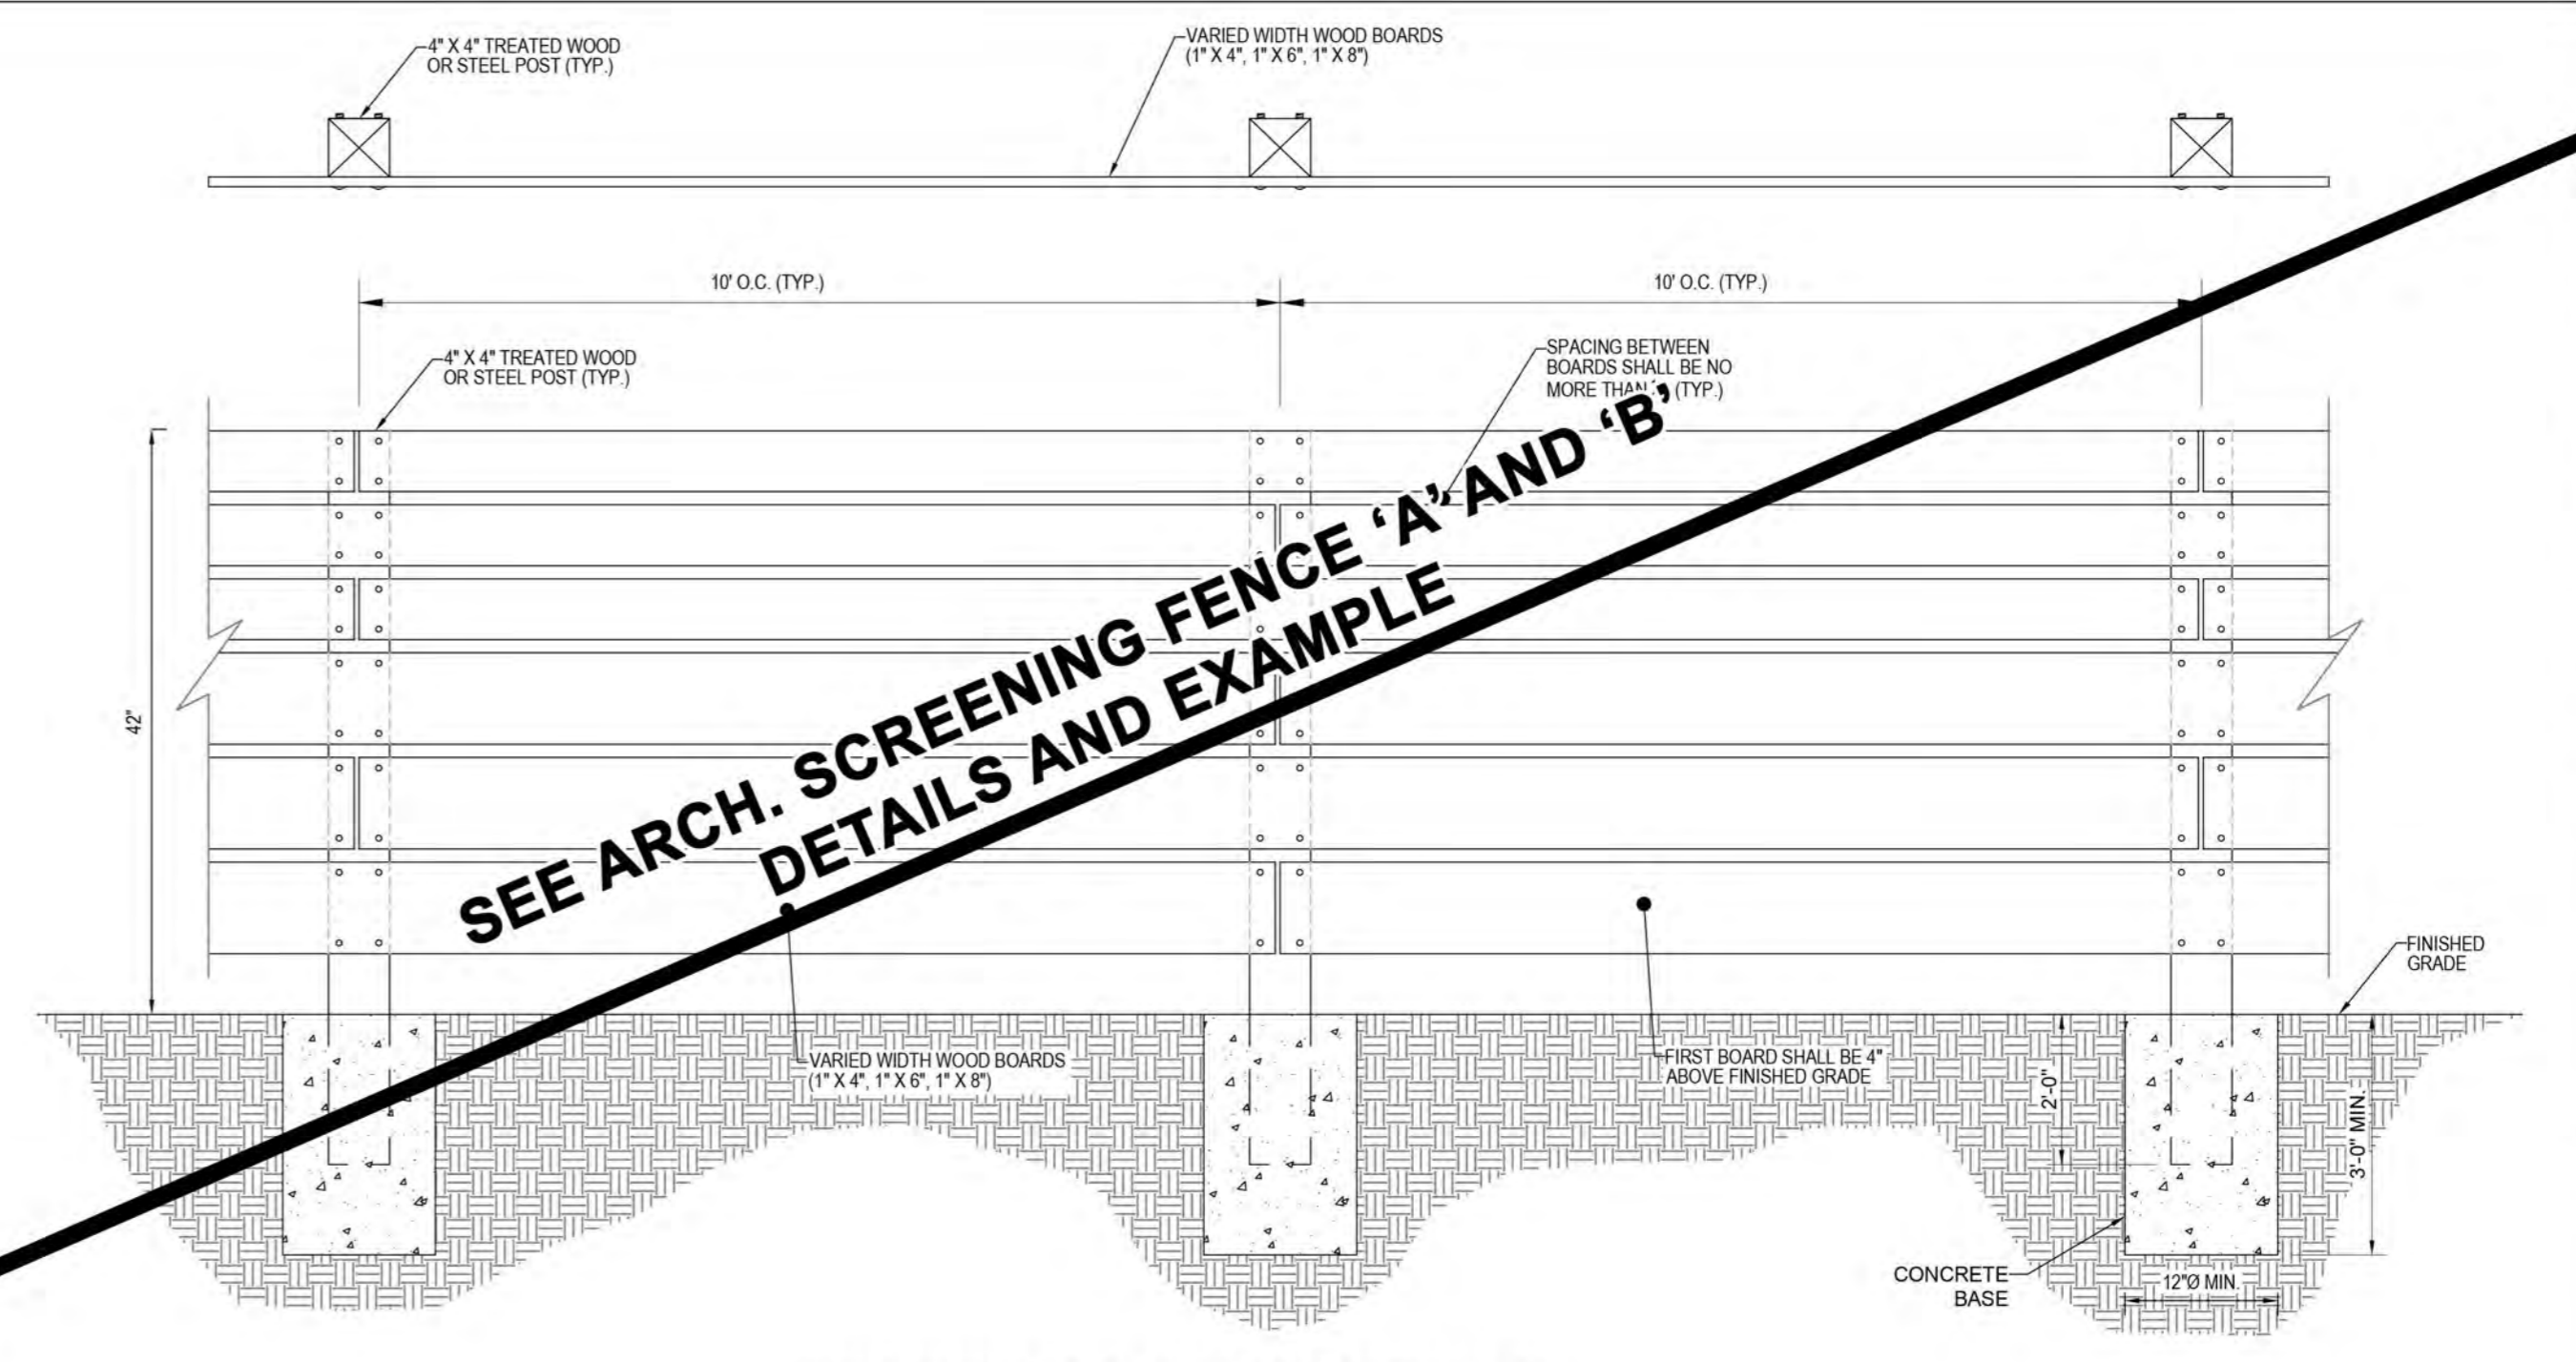 4" X 4" TREATED WOOD
OR STEEL POST (TYP.)
VARIED WIDTH WOOD BOARDS
(1" X 4", 1" X 6", 1" X 8")
10' O.C. (TYP.)
10' O.C. (TYP.)
4" X 4" TREATED WOOD
OR STEEL POST (TYP.)
SPACING BETWEEN
BOARDS SHALL BE NO
MORE THAN (TYP.)
SEE ARCH. SCREENING FENCE ‘A’ AND ‘B’
DETAILS AND EXAMPLE
42"
FINISHED
GRADE
VARIED WIDTH WOOD BOARDS
(1" X 4", 1" X 6", 1" X 8")
FIRST BOARD SHALL BE 4"
ABOVE FINISHED GRADE
2'-0"
3'-0" MIN.
CONCRETE
BASE
12"Ø MIN.